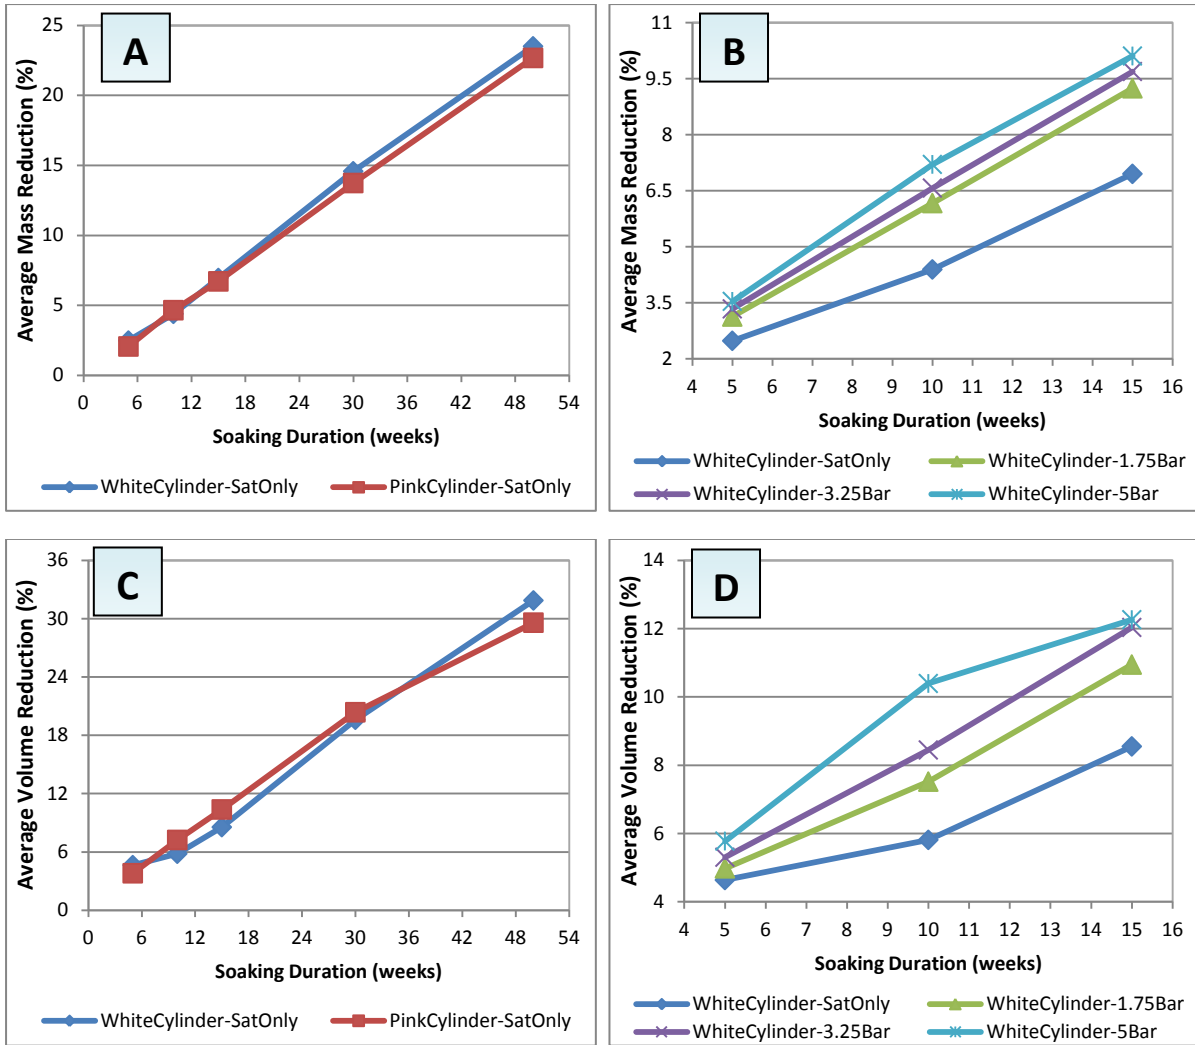 A
Average Mass Reduction (%)
25
20
15
10
5
0
0 6 12 18 24 30 36 42 48 54
Soaking Duration (weeks)
WhiteCylinder-SatOnly PinkCylinder-SatOnly
B
Average Mass Reduction (%)
11
9.5
8
6.5
5
3.5
2
4 5 6 7 8 9 10 11 12 13 14 15 16
Soaking Duration (weeks)
WhiteCylinder-SatOnly WhiteCylinder-1.75Bar
WhiteCylinder-3.25Bar WhiteCylinder-5Bar
C
Average Volume Reduction (%)
36
30
24
18
12
6
0
0 6 12 18 24 30 36 42 48 54
Soaking Duration (weeks)
WhiteCylinder-SatOnly PinkCylinder-SatOnly
D
Average Volume Reduction (%)
14
12
10
8
6
4
4 5 6 7 8 9 10 11 12 13 14 15 16
Soaking Duration (weeks)
WhiteCylinder-SatOnly WhiteCylinder-1.75Bar
WhiteCylinder-3.25Bar WhiteCylinder-5Bar